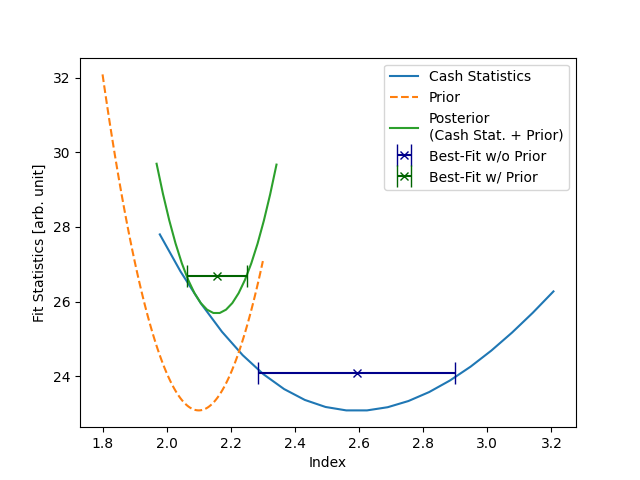 32
30
28
26
24
Fit Statistics [arb. unit]
Cash Statistics
Prior
Posterior
(Cash Stat. + Prior)
Best-Fit w/o Prior
Best-Fit w/ Prior
1.8 2.0 2.2 2.4 2.6 2.8 3.0 3.2
Index